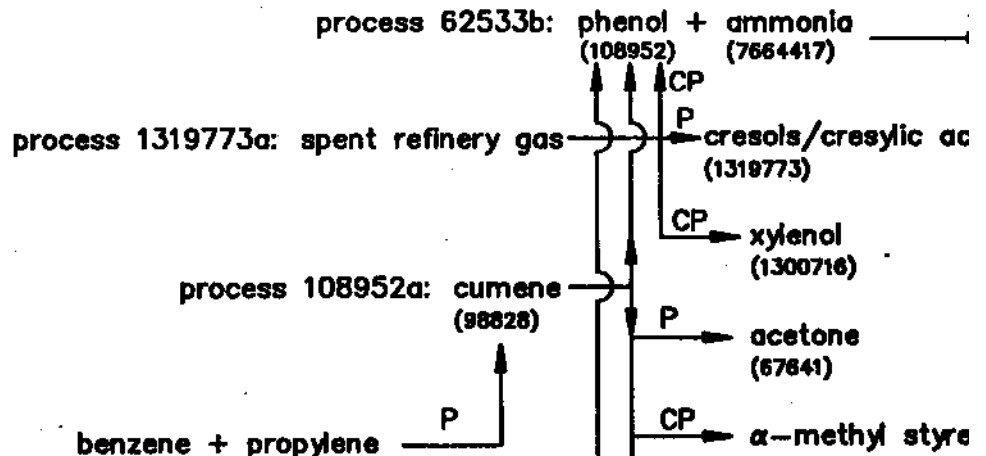 process 62533b: phenol + ammonia
(108952) (7664417)
CP
P
process 1319773a: spent refinery gas cresols/cresylic ac
(1319773)
CP
xylenol
(1300716)
process 108952a: cumene
(98828)
P
acetone
(67641)
P
CP
benzene + propylene α-methyl styre